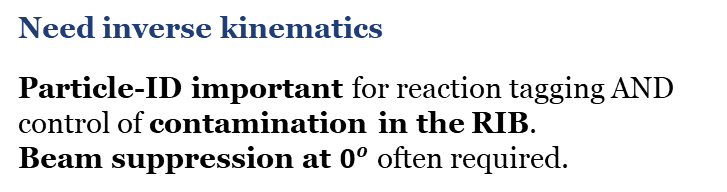 Need inverse kinematics
Particle-ID important for reaction tagging AND
control of contamination in the RIB.
Beam suppression at 0º often required.